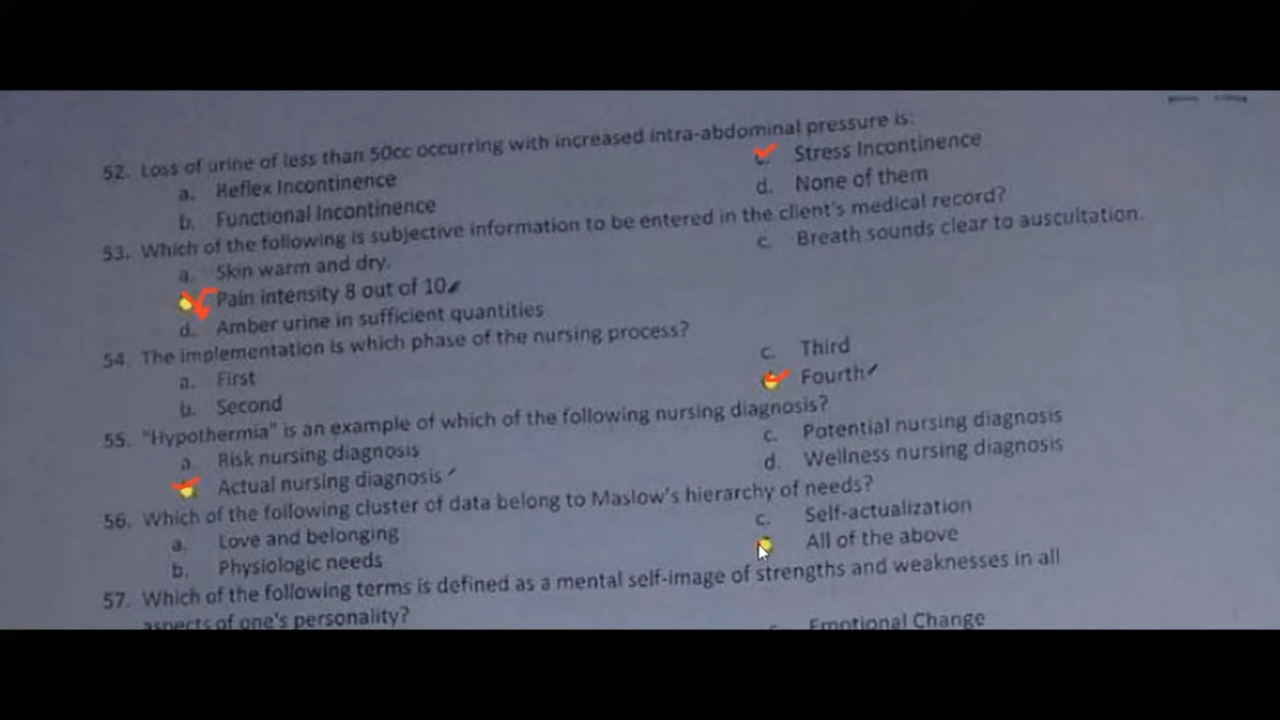 52. Loss of urine of less than 50cc occurring with increased intra-abdominal pressure is:
a. Reflex Incontinence
b. Functional Incontinence
c. Stress Incontinence
d. None of them
53. Which of the following is subjective information to be entered in the client's medical record?
a. Skin warm and dry.
Pain intensity 8 out of 10
c. Breath sounds clear to auscultation.
d. Amber urine in sufficient quantities
54. The implementation is which phase of the nursing process?
a. First
b. Second
c. Third
Fourth
55. "Hypothermia" is an example of which of the following nursing diagnosis?
a. Risk nursing diagnosis
Actual nursing diagnosis
c. Potential nursing diagnosis
d. Wellness nursing diagnosis
56. Which of the following cluster of data belong to Maslow's hierarchy of needs?
a. Love and belonging
b. Physiologic needs
c. Self-actualization
All of the above
57. Which of the following terms is defined as a mental self-image of strengths and weaknesses in all
aspects of one's personality?
Emotional Change